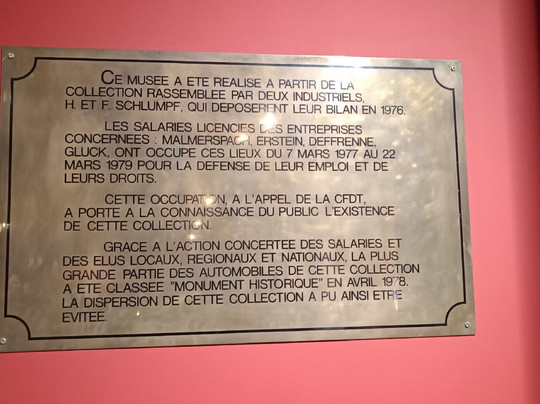 CE MUSEE A ETE REALISE A PARTIR DE LA
COLLECTION RASSEMBLEE PAR DEUX INDUSTRIELS,
H. ET F. SCHLUMPF, QUI DEPOSERENT LEUR BILAN EN 1976.
LES SALARIES LICENCIES DES ENTREPRISES
CONCERNEES : MALMERSPACH, ERSTEIN, DEFFRENNE,
GLUCK, ONT OCCUPE CES LIEUX DU 7 MARS 1977 AU 22
MARS 1979 POUR LA DEFENSE DE LEUR EMPLOI ET DE
LEURS DROITS.
CETTE OCCUPATION, A L'APPEL DE LA CFDT,
A PORTE A LA CONNAISSANCE DU PUBLIC L'EXISTENCE
DE CETTE COLLECTION.
GRACE A L'ACTION CONCERTEE DES SALARIES ET
DES ELUS LOCAUX, REGIONAUX ET NATIONAUX, LA PLUS
GRANDE PARTIE DES AUTOMOBILES DE CETTE COLLECTION
A ETE CLASSEE "MONUMENT HISTORIQUE" EN AVRIL 1978.
LA DISPERSION DE CETTE COLLECTION A PU AINSI ETRE
EVITEE.